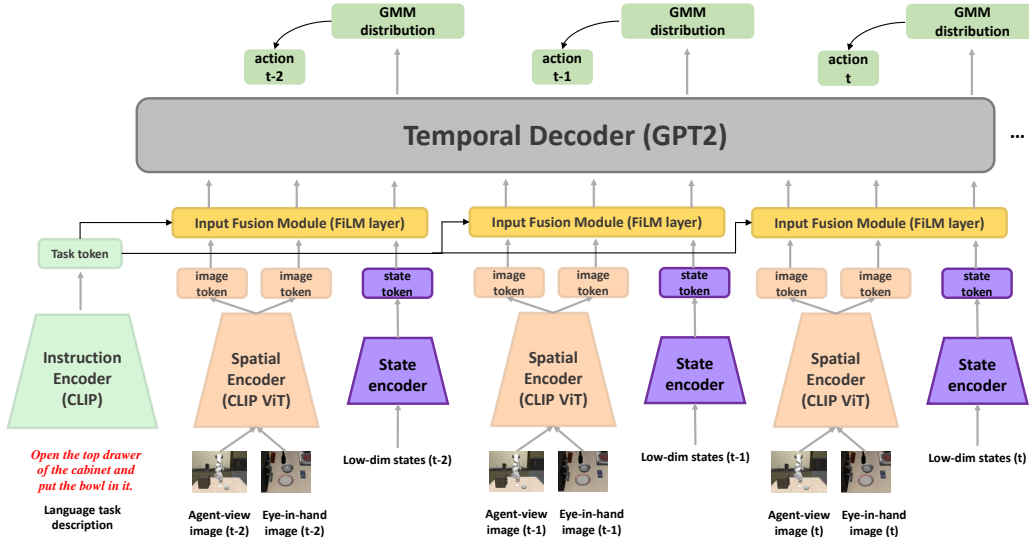 GMM
distribution
GMM
distribution
GMM
distribution
action
t-2
action
t-1
action
t
Temporal Decoder (GPT2)
...
Input Fusion Module (FiLM layer)
Input Fusion Module (FiLM layer)
Input Fusion Module (FiLM layer)
Task token
image
token
image
token
state
token
image
token
image
token
state
token
image
token
image
token
state
token
Instruction
Encoder
(CLIP)
Spatial
Encoder
(CLIP ViT)
State
encoder
Spatial
Encoder
(CLIP ViT)
State
encoder
Spatial
Encoder
(CLIP ViT)
State
encoder
Open the top drawer
of the cabinet and
put the bowl in it.
Language task
description
Low-dim states (t-2)
Low-dim states (t-1)
Low-dim states (t)
Agent-view
image (t-2)
Eye-in-hand
image (t-2)
Agent-view
image (t-1)
Eye-in-hand
image (t-1)
Agent-view
image (t)
Eye-in-hand
image (t)